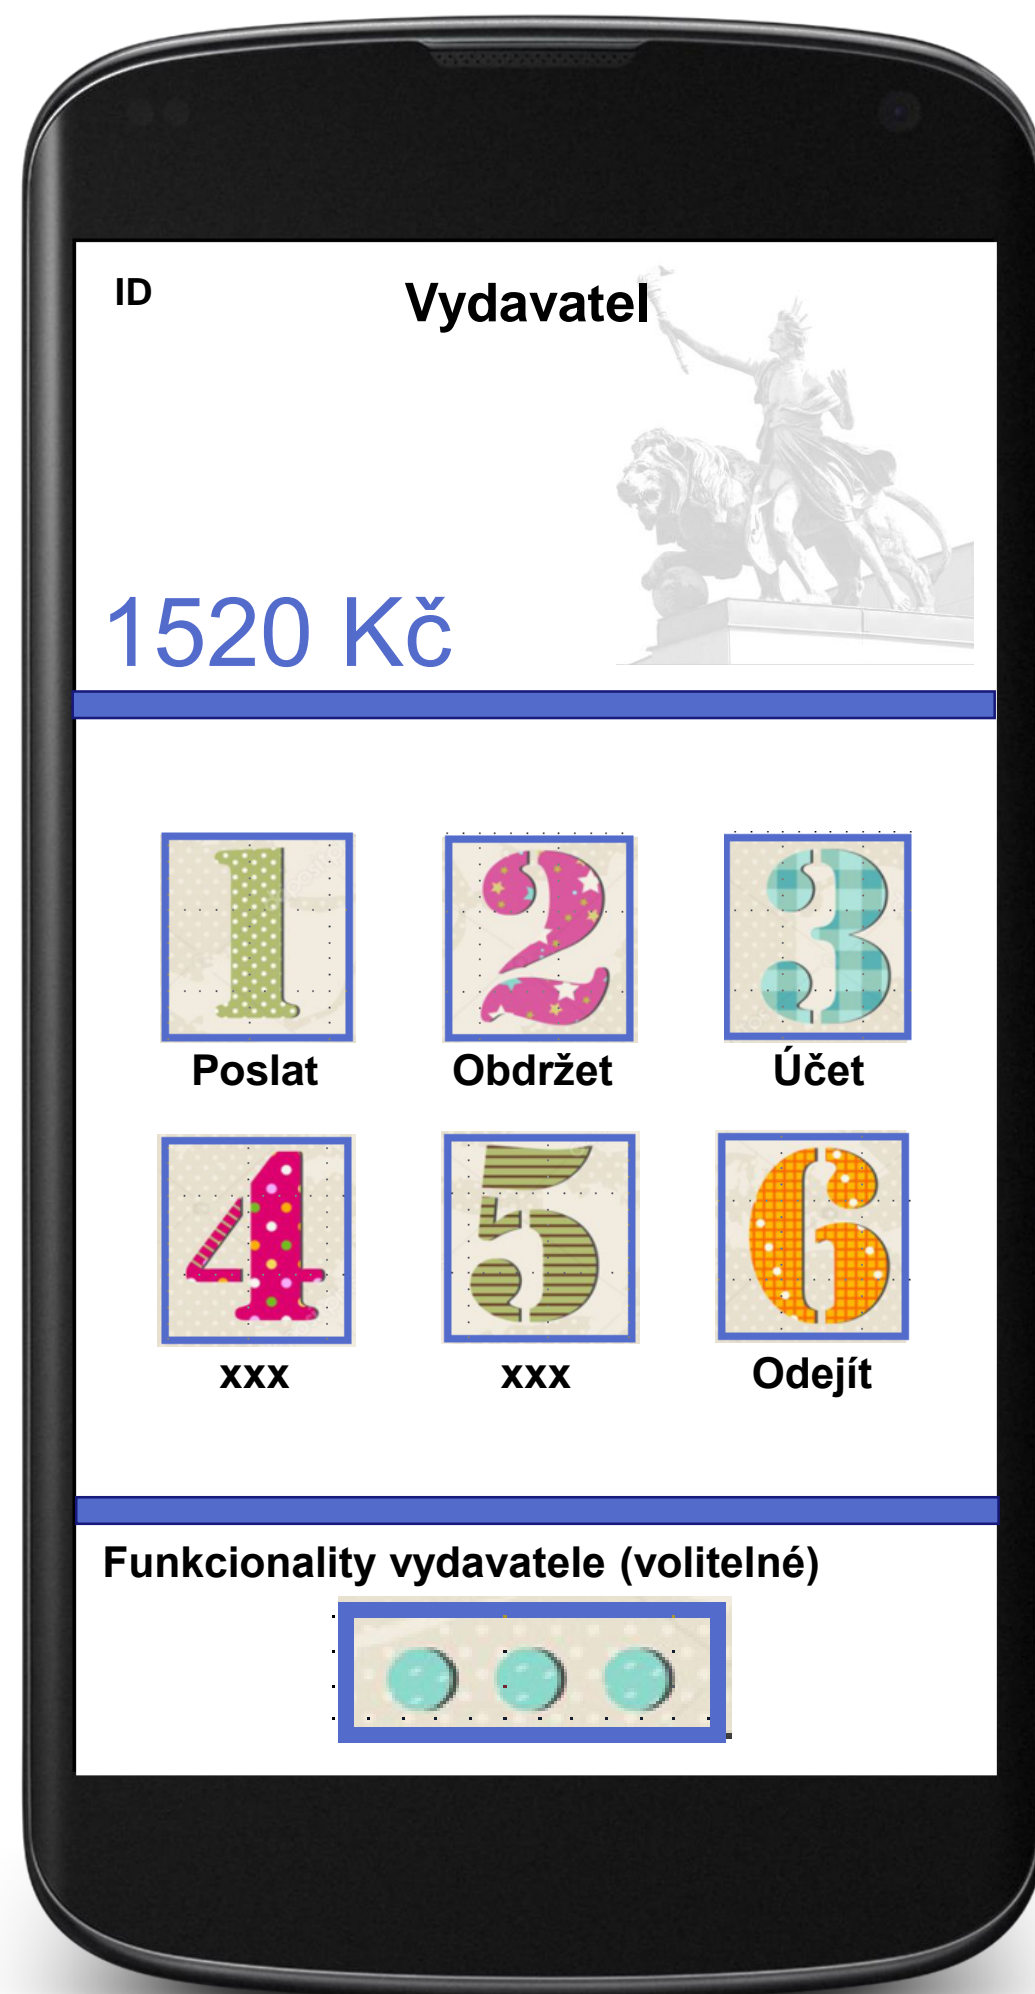 ID
Vydavatel
1520 Kč
1 2 3
Poslat Obdržet Účet
4 5 6
xxx xxx Odejít
Funkcionality vydavatele (volitelné)